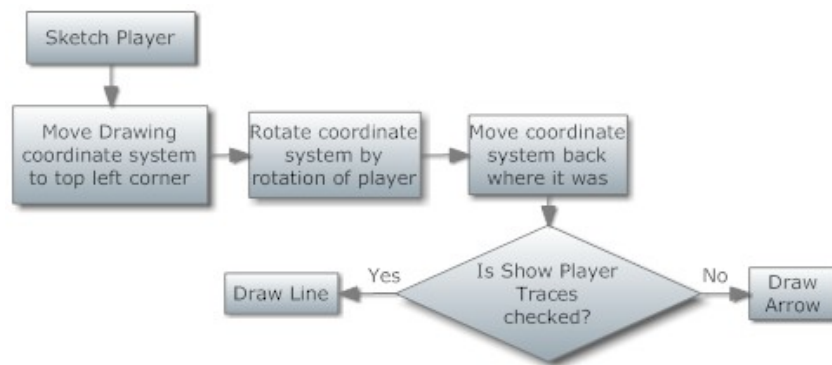 Sketch Player
Move Drawing
coordinate system
to top left corner
Rotate coordinate
system by
rotation of player
Move coordinate
system back
where it was
Is Show Player
Traces
checked?
Yes
Draw Line
No
Draw
Arrow